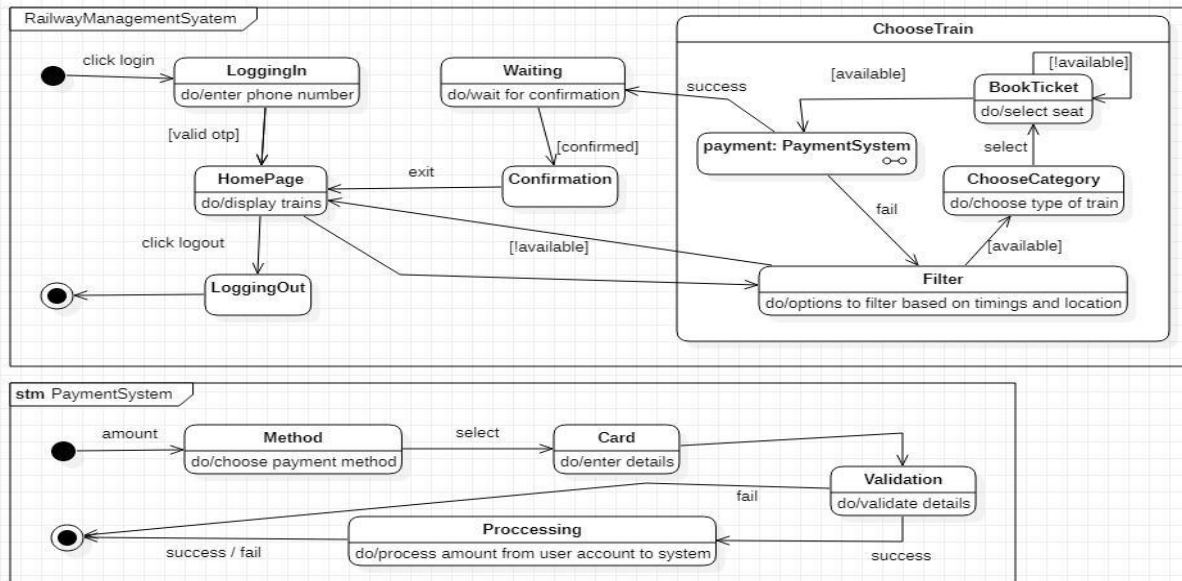 RailwayManagementSyatem
ChooseTrain
click login
LoggingIn
do/enter phone number
Waiting
do/wait for confirmation
success
[available]
[!available]
BookTicket
do/select seat
[valid otp]
[confirmed]
payment: PaymentSystem
select
HomePage
do/display trains
exit
Confirmation
ChooseCategory
do/choose type of train
fail
click logout
[!available]
[available]
LoggingOut
Filter
do/options to filter based on timings and location
stm PaymentSystem
amount
Method
do/choose payment method
select
Card
do/enter details
Validation
do/validate details
fail
Proccessing
do/process amount from user account to system
success / fail
success